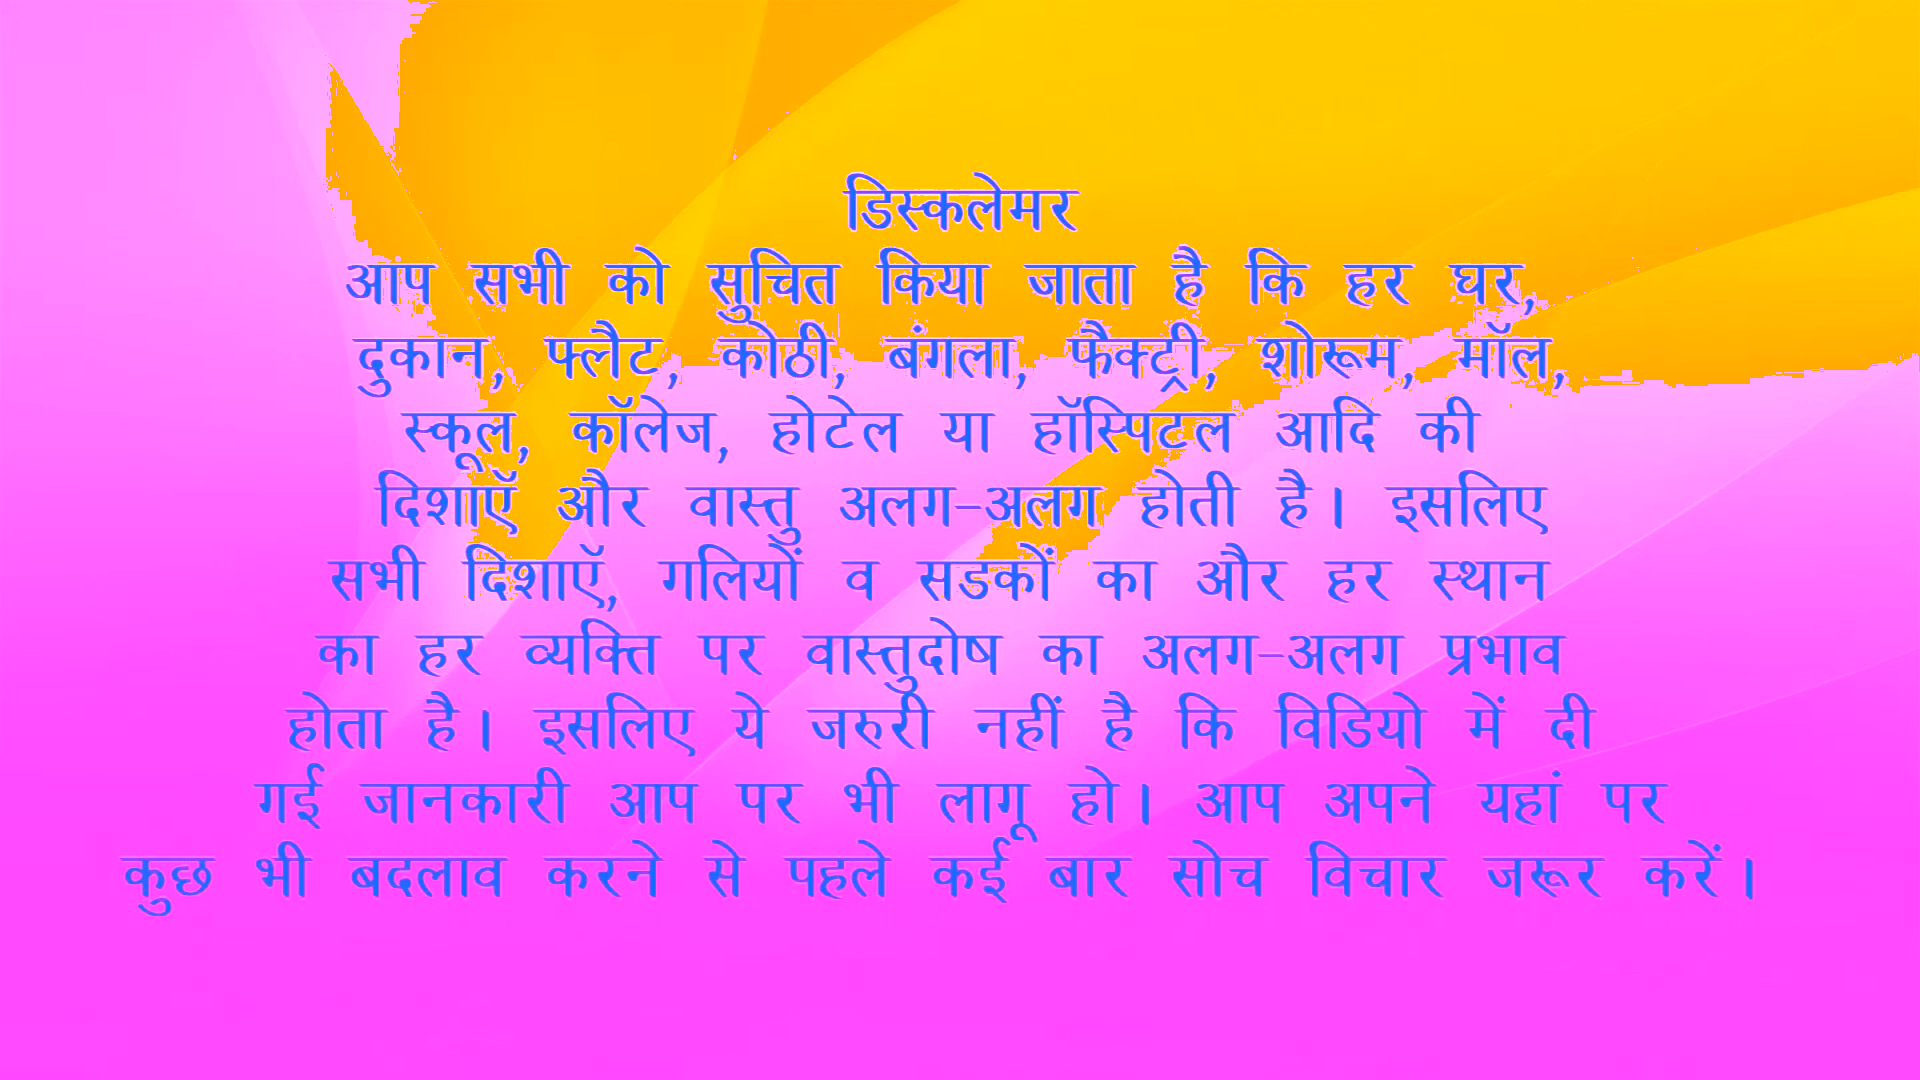 डिस्कलेमर
आप सभी को सुचित किया जाता है कि हर घर,
दुकान, फ्लैट, कोठी, बंगला, फैक्ट्री, शोरूम, मॉल,
स्कूल, कॉलेज, होटेल या हॉस्पिटल आदि की
दिशाऍ और वास्तु अलग-अलग होती है। इसलिए
सभी दिशाऍ, गलियों व सडकों का और हर स्थान
का हर व्यक्ति पर वास्तुदोष का अलग-अलग प्रभाव
होता है। इसलिए ये जरुरी नहीं है कि विडियो में दी
गई जानकारी आप पर भी लागू हो। आप अपने यहां पर
कुछ भी बदलाव करने से पहले कई बार सोच विचार जरूर करें।